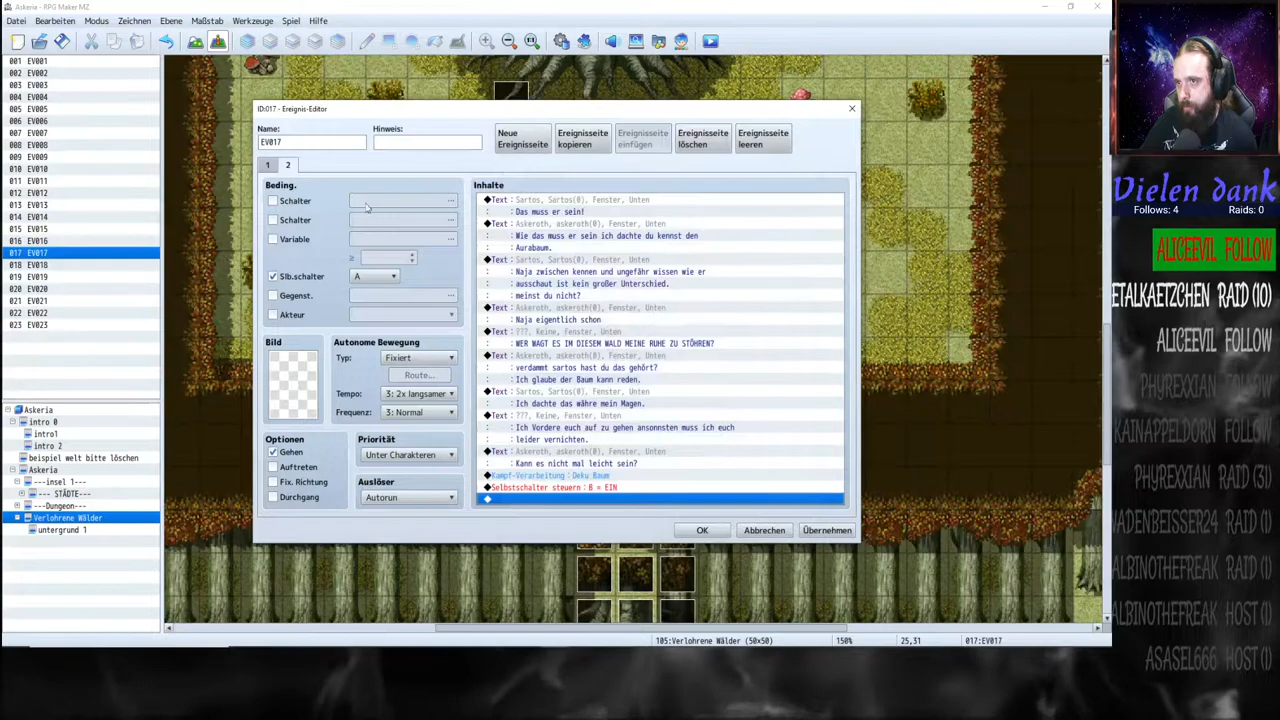 Askeria - RPG Maker MZ
Datei Bearbeiten Modus Zeichnen Ebene Maßstab Werkzeuge Spiel Hilfe
001 EV001
002 EV002
003 EV003
004 EV004
005 EV005
006 EV006
007 EV007
008 EV008
009 EV009
010 EV010
011 EV011
012 EV012
013 EV013
014 EV014
015 EV015
016 EV016
017 EV017
018 EV018
019 EV019
020 EV020
021 EV021
022 EV022
023 EV023
Askeria
intro 0
intro1
intro 2
beispiel welt bitte löschen
Askeria
---insel 1---
--- STÄDTE---
---Dungeon---
Verlohrene Wälder
untergrund 1
ID:017 - Ereignis-Editor
Name:
EV017
Hinweis:
Neue Ereignisseite
Ereignisseite kopieren
Ereignisseite einfügen
Ereignisseite löschen
Ereignisseite leeren
1 2
Beding.
Schalter
Schalter
Variable
≥
Slb.schalter A
Gegenst.
Akteur
Bild
Autonome Bewegung
Typ: Fixiert
Route...
Tempo: 3: 2x langsamer
Frequenz: 3: Normal
Optionen
Gehen
Auftreten
Fix. Richtung
Durchgang
Priorität
Unter Charakteren
Auslöser
Autorun
Inhalte
◆Text：Sartos, Sartos(0), Fenster, Unten
：Das muss er sein!
◆Text：Askeroth, askeroth(0), Fenster, Unten
：Wie das muss er sein ich dachte du kennst den
：Aurabaum.
◆Text：Sartos, Sartos(0), Fenster, Unten
：Naja zwischen kennen und ungefähr wissen wie er
：ausschaut ist kein großer Unterschied.
：meinst du nicht?
◆Text：Askeroth, askeroth(0), Fenster, Unten
：Naja eigentlich schon
◆Text：???, Keine, Fenster, Unten
：WER WAGT ES IM DIESEM WALD MEINE RUHE ZU STÖHREN?
◆Text：Askeroth, askeroth(0), Fenster, Unten
：verdammt sartos hast du das gehört?
：Ich glaube der Baum kann reden.
◆Text：Sartos, Sartos(0), Fenster, Unten
：Ich dachte das währe mein Magen.
◆Text：???, Keine, Fenster, Unten
：Ich Vordere euch auf zu gehen ansonnsten muss ich euch
：leider vernichten.
◆Text：Askeroth, askeroth(0), Fenster, Unten
：Kann es nicht mal leicht sein?
◆Kampf-Verarbeitung：Deku Baum
◆Selbstschalter steuern：B = EIN
◆
OK Abbrechen Übernehmen
105:Verlohrene Wälder (50x50) 150% 25,31 017:EV017
Vielen dank
Follows: 4 Raids: 0
ALICEEVIL FOLLOW
ETALKAETZCHEN RAID (10)
ALICEEVIL FOLLOW
PHYREXXIAN FOLLOW
KAINAPPELDORN FOLLOW
PHYREXXIAN RAID (3)
ADENBEISSER24 RAID (1)
ALBINOTHEFREAK RAID (1)
ALBINOTHEFREAK HOST (1)
ASASEL666 HOST (1)